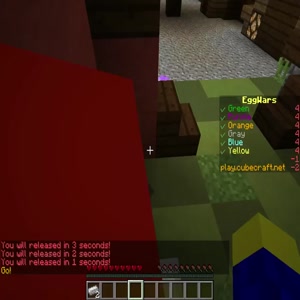 EggWars
✓ Green
✓ Orange
✓ Gray
✓ Blue
✓ Yellow
play.cubecraft.net
You will released in 3 seconds!
You will released in 2 seconds!
You will released in 1 seconds!
Go!